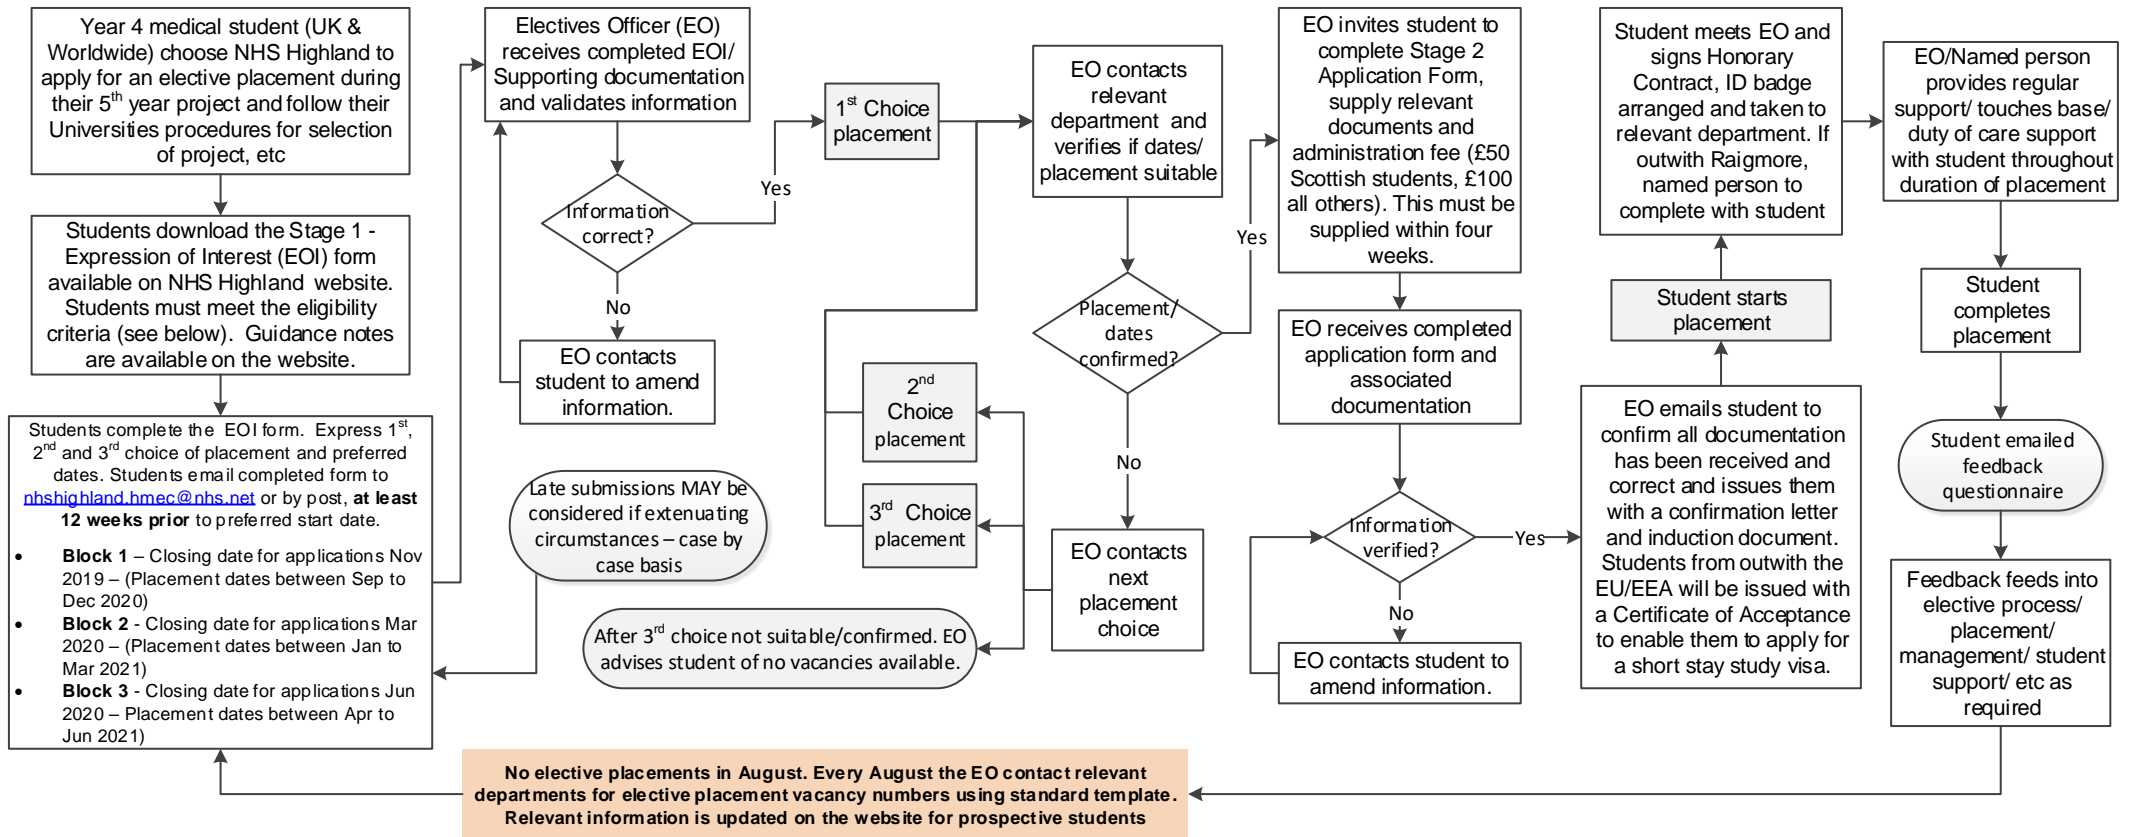 Year 4 medical student (UK &
Worldwide) choose NHS Highland to
apply for an elective placement during
their 5th year project and follow their
Universities procedures for selection
of project, etc
Students download the Stage 1 -
Expression of Interest (EOI) form
available on NHS Highland website.
Students must meet the eligibility
criteria (see below). Guidance notes
are available on the website.
Students complete the EOI form. Express 1st,
2nd and 3rd choice of placement and preferred
dates. Students email completed form to
nhshighland.hmec@nhs.net or by post, at least
12 weeks prior to preferred start date.
• Block 1 – Closing date for applications Nov
2019 – (Placement dates between Sep to
Dec 2020)
• Block 2 - Closing date for applications Mar
2020 – (Placement dates between Jan to
Mar 2021)
• Block 3 - Closing date for applications Jun
2020 – Placement dates between Apr to
Jun 2021)
Electives Officer (EO)
receives completed EOI/
Supporting documentation
and validates information
Information
correct?
Yes
No
EO contacts
student to amend
information.
Late submissions MAY be
considered if extenuating
circumstances – case by
case basis
1st Choice
placement
2nd
Choice
placement
3rd Choice
placement
After 3rd choice not suitable/confirmed. EO
advises student of no vacancies available.
EO contacts
relevant
department and
verifies if dates/
placement suitable
Placement/
dates
confirmed?
Yes
No
EO contacts
next
placement
choice
EO invites student to
complete Stage 2
Application Form,
supply relevant
documents and
administration fee (£50
Scottish students, £100
all others). This must be
supplied within four
weeks.
EO receives completed
application form and
associated
documentation
Information
verified?
Yes
No
EO contacts student to
amend information.
EO emails student to
confirm all documentation
has been received and
correct and issues them
with a confirmation letter
and induction document.
Students from outwith the
EU/EEA will be issued with
a Certificate of Acceptance
to enable them to apply for
a short stay study visa.
Student starts
placement
Student meets EO and
signs Honorary
Contract, ID badge
arranged and taken to
relevant department. If
outwith Raigmore,
named person to
complete with student
EO/Named person
provides regular
support/ touches base/
duty of care support
with student throughout
duration of placement
Student
completes
placement
Student emailed
feedback
questionnaire
Feedback feeds into
elective process/
placement/
management/ student
support/ etc as
required
No elective placements in August. Every August the EO contact relevant
departments for elective placement vacancy numbers using standard template.
Relevant information is updated on the website for prospective students